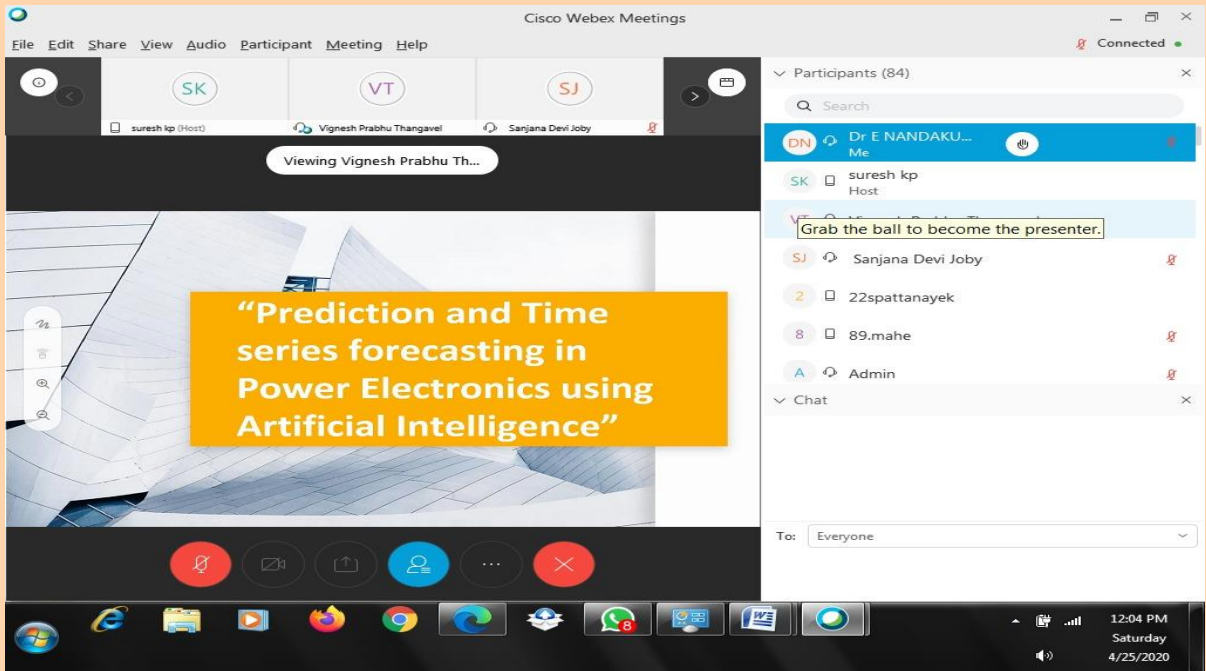 Cisco Webex Meetings
File Edit Share View Audio Participant Meeting Help
Connected
SK
VT
SJ
suresh kp (Host)
Vignesh Prabhu Thangavel
Sanjana Devi Joby
Viewing Vignesh Prabhu Th...
“Prediction and Time
series forecasting in
Power Electronics using
Artificial Intelligence”
Participants (84)
Search
DN Dr E NANDAKU...
Me
SK suresh kp
Host
Grab the ball to become the presenter.
SJ Sanjana Devi Joby
2 22spattanayek
8 89.mahe
A Admin
Chat
To: Everyone
8
12:04 PM
Saturday
4/25/2020